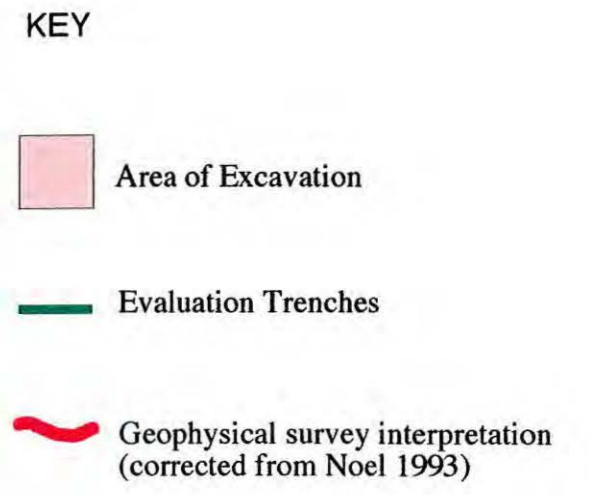 KEY
Area of Excavation
Evaluation Trenches
Geophysical survey interpretation
(corrected from Noel 1993)